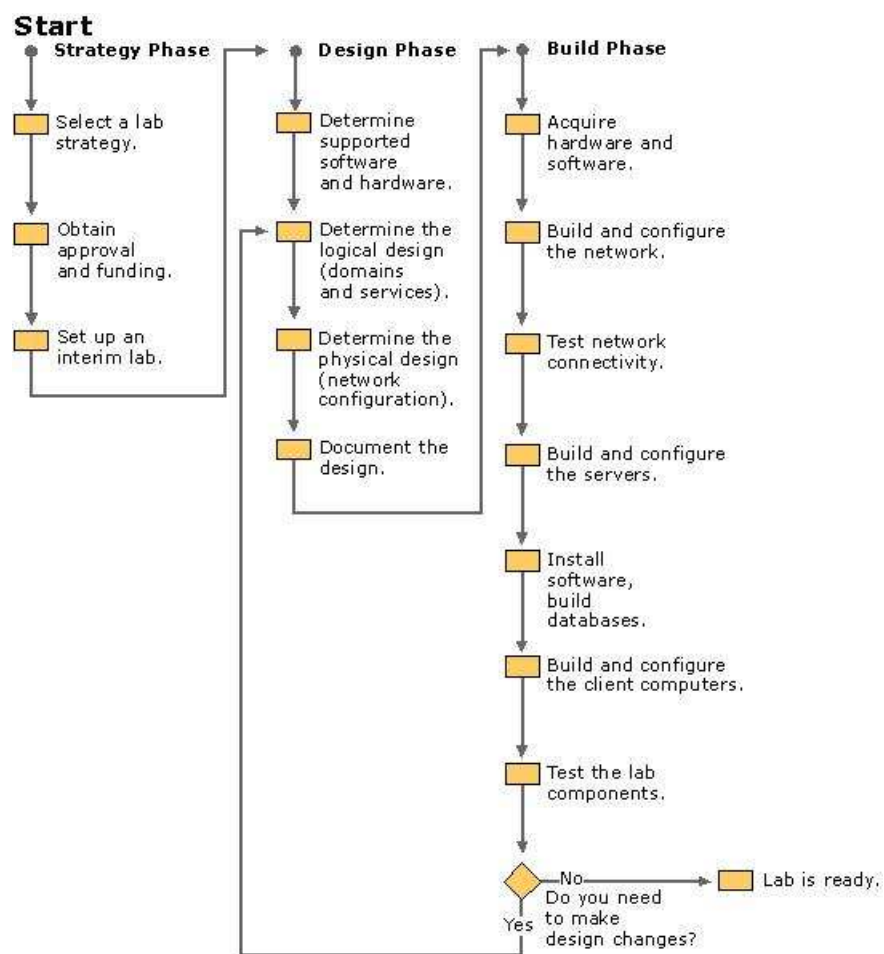 Start
Strategy Phase
Select a lab
strategy.
Obtain
approval
and funding.
Set up an
interim lab.
Design Phase
Determine
supported
software
and hardware.
Determine the
logical design
(domains
and services).
Determine the
physical design
(network
configuration).
Document the
design.
Build Phase
Acquire
hardware and
software.
Build and configure
the network.
Test network
connectivity.
Build and configure
the servers.
Install
software,
build
databases.
Build and configure
the client computers.
Test the lab
components.
No
Do you need
to make
design changes?
Yes
Lab is ready.